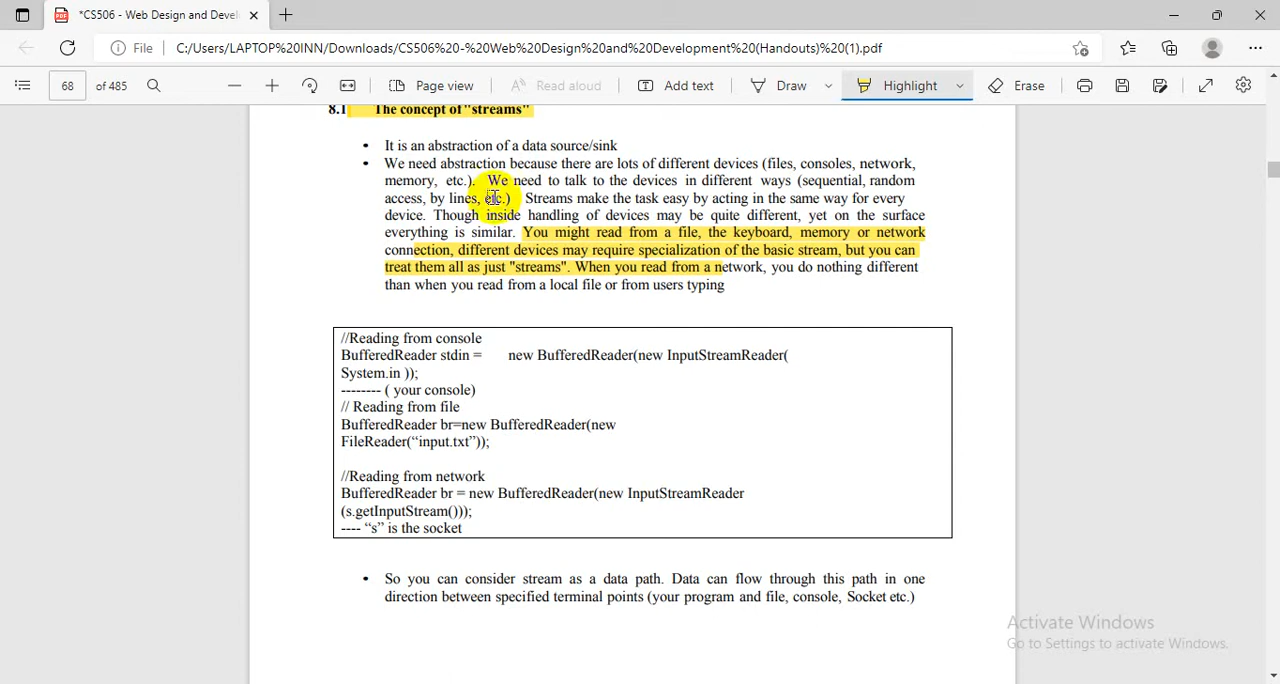 *CS506 - Web Design and Devel
File
C:/Users/LAPTOP%20INN/Downloads/CS506%20-%20Web%20Design%20and%20Development%20(Handouts)%20(1).pdf
68 of 485
Page view
Read aloud
Add text
Draw
Highlight
Erase
8.1 The concept of "streams"
• It is an abstraction of a data source/sink
• We need abstraction because there are lots of different devices (files, consoles, network,
memory, etc.). We need to talk to the devices in different ways (sequential, random
access, by lines, etc.) Streams make the task easy by acting in the same way for every
device. Though inside handling of devices may be quite different, yet on the surface
everything is similar. You might read from a file, the keyboard, memory or network
connection, different devices may require specialization of the basic stream, but you can
treat them all as just "streams". When you read from a network, you do nothing different
than when you read from a local file or from users typing
//Reading from console
BufferedReader stdin = new BufferedReader(new InputStreamReader(
System.in ));
-------- ( your console)
// Reading from file
BufferedReader br=new BufferedReader(new
FileReader(“input.txt”));
//Reading from network
BufferedReader br = new BufferedReader(new InputStreamReader
(s.getInputStream()));
---- “s” is the socket
• So you can consider stream as a data path. Data can flow through this path in one
direction between specified terminal points (your program and file, console, Socket etc.)
Activate Windows
Go to Settings to activate Windows.